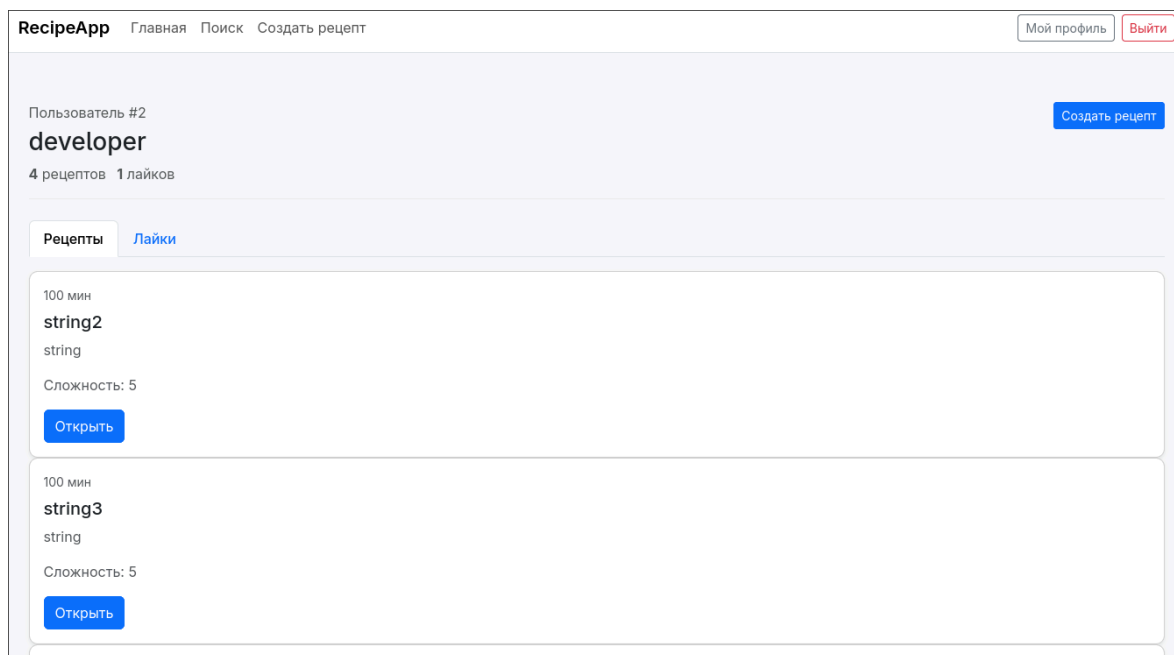 RecipeApp Главная Поиск Создать рецепт Мой профиль Выйти
Пользователь #2
Создать рецепт
developer
4 рецептов 1 лайков
Рецепты Лайки
100 мин
string2
string
Сложность: 5
Открыть
100 мин
string3
string
Сложность: 5
Открыть